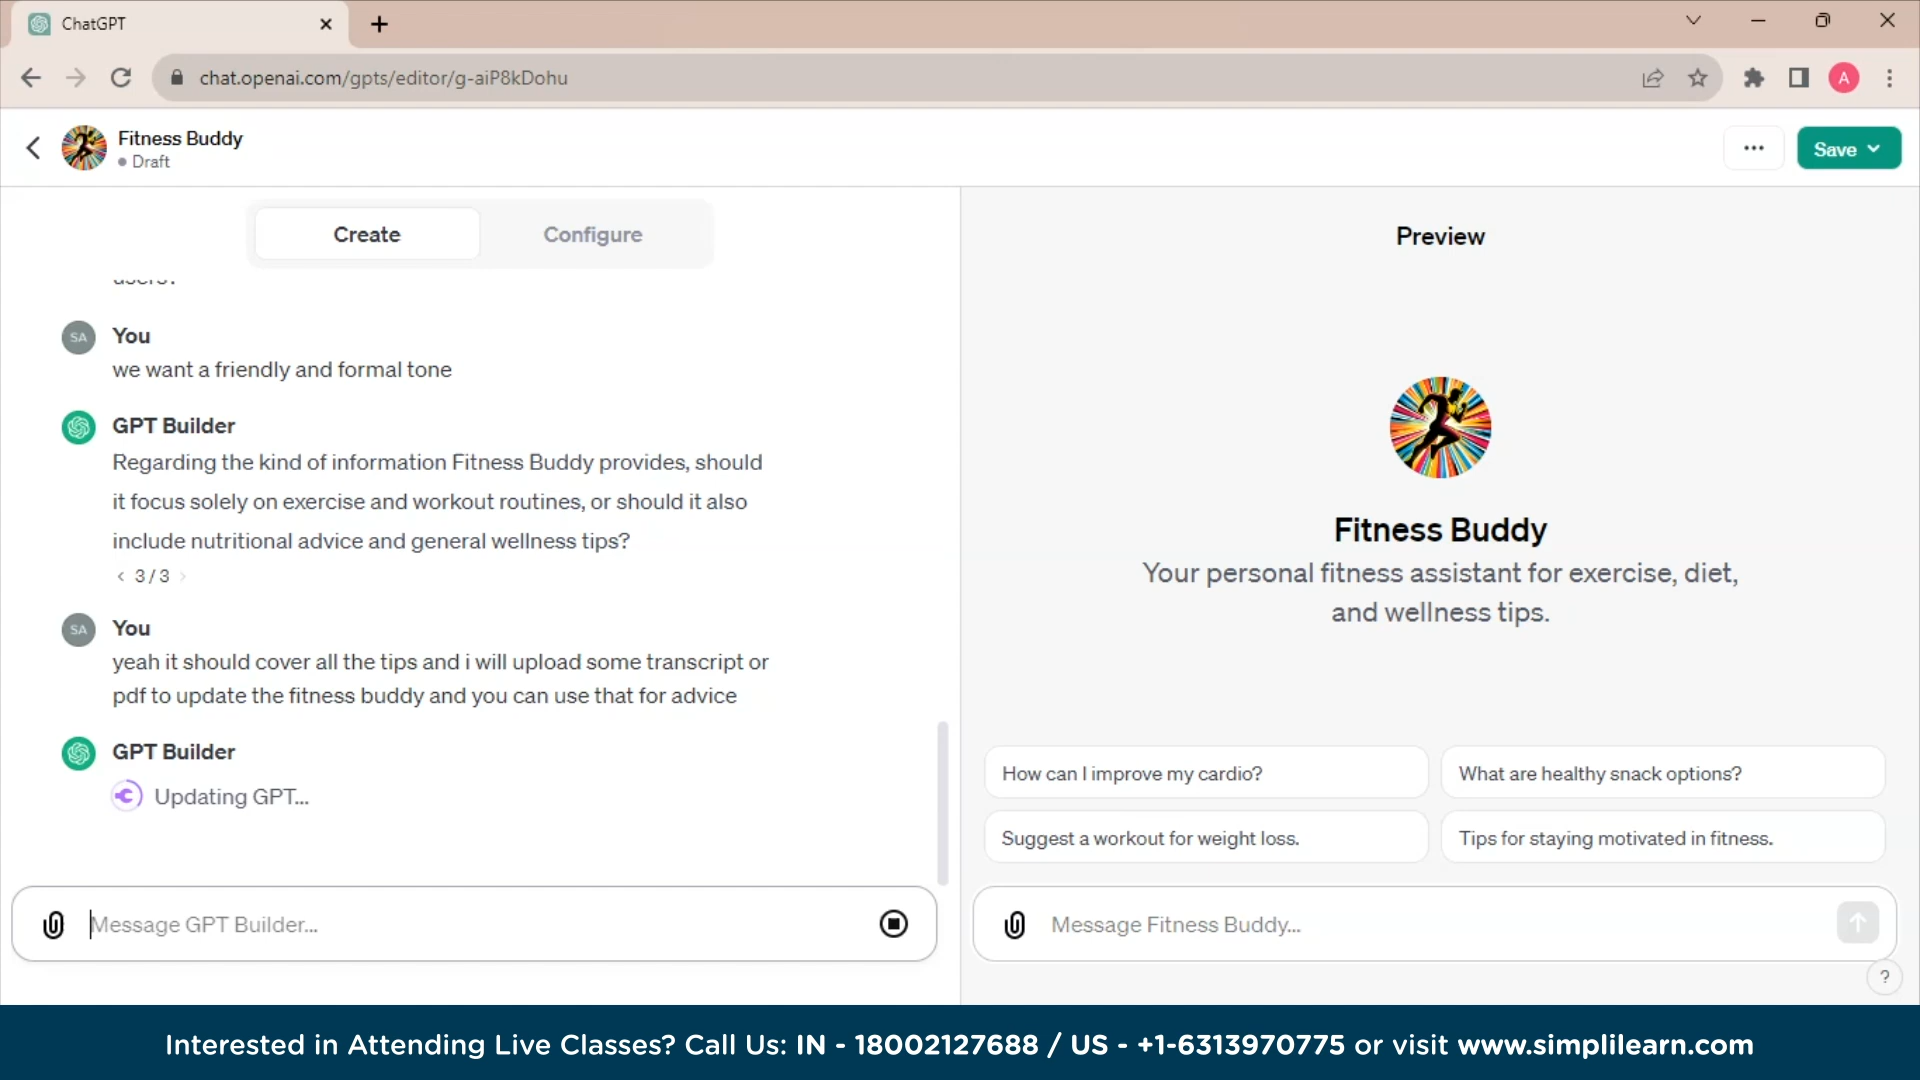 ChatGPT
chat.openai.com/gpts/editor/g-aiP8kDohu
A
Fitness Buddy
Draft
Save
Create
Configure
users?
SA
You
we want a friendly and formal tone
GPT Builder
Regarding the kind of information Fitness Buddy provides, should
it focus solely on exercise and workout routines, or should it also
include nutritional advice and general wellness tips?
3 / 3
SA
You
yeah it should cover all the tips and i will upload some transcript or
pdf to update the fitness buddy and you can use that for advice
GPT Builder
Updating GPT...
Message GPT Builder...
Preview
Fitness Buddy
Your personal fitness assistant for exercise, diet,
and wellness tips.
How can I improve my cardio?
What are healthy snack options?
Suggest a workout for weight loss.
Tips for staying motivated in fitness.
Message Fitness Buddy...
?
Interested in Attending Live Classes? Call Us: IN - 18002127688 / US - +1-6313970775 or visit www.simplilearn.com